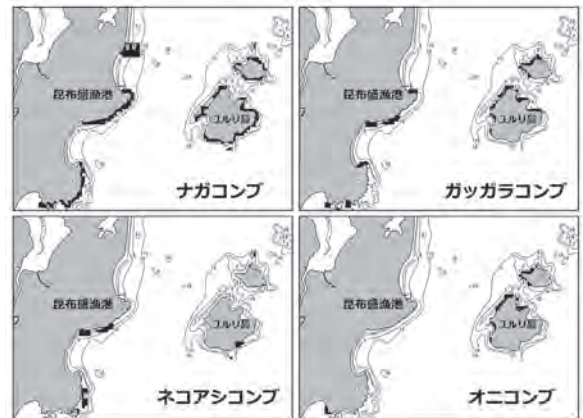 昆布盛漁港
ユルリ島
ナガコンブ
昆布盛漁港
ユルリ島
ガッガラコンブ
昆布盛漁港
ユルリ島
ネコアシコンブ
昆布盛漁港
ユルリ島
オニコンブ